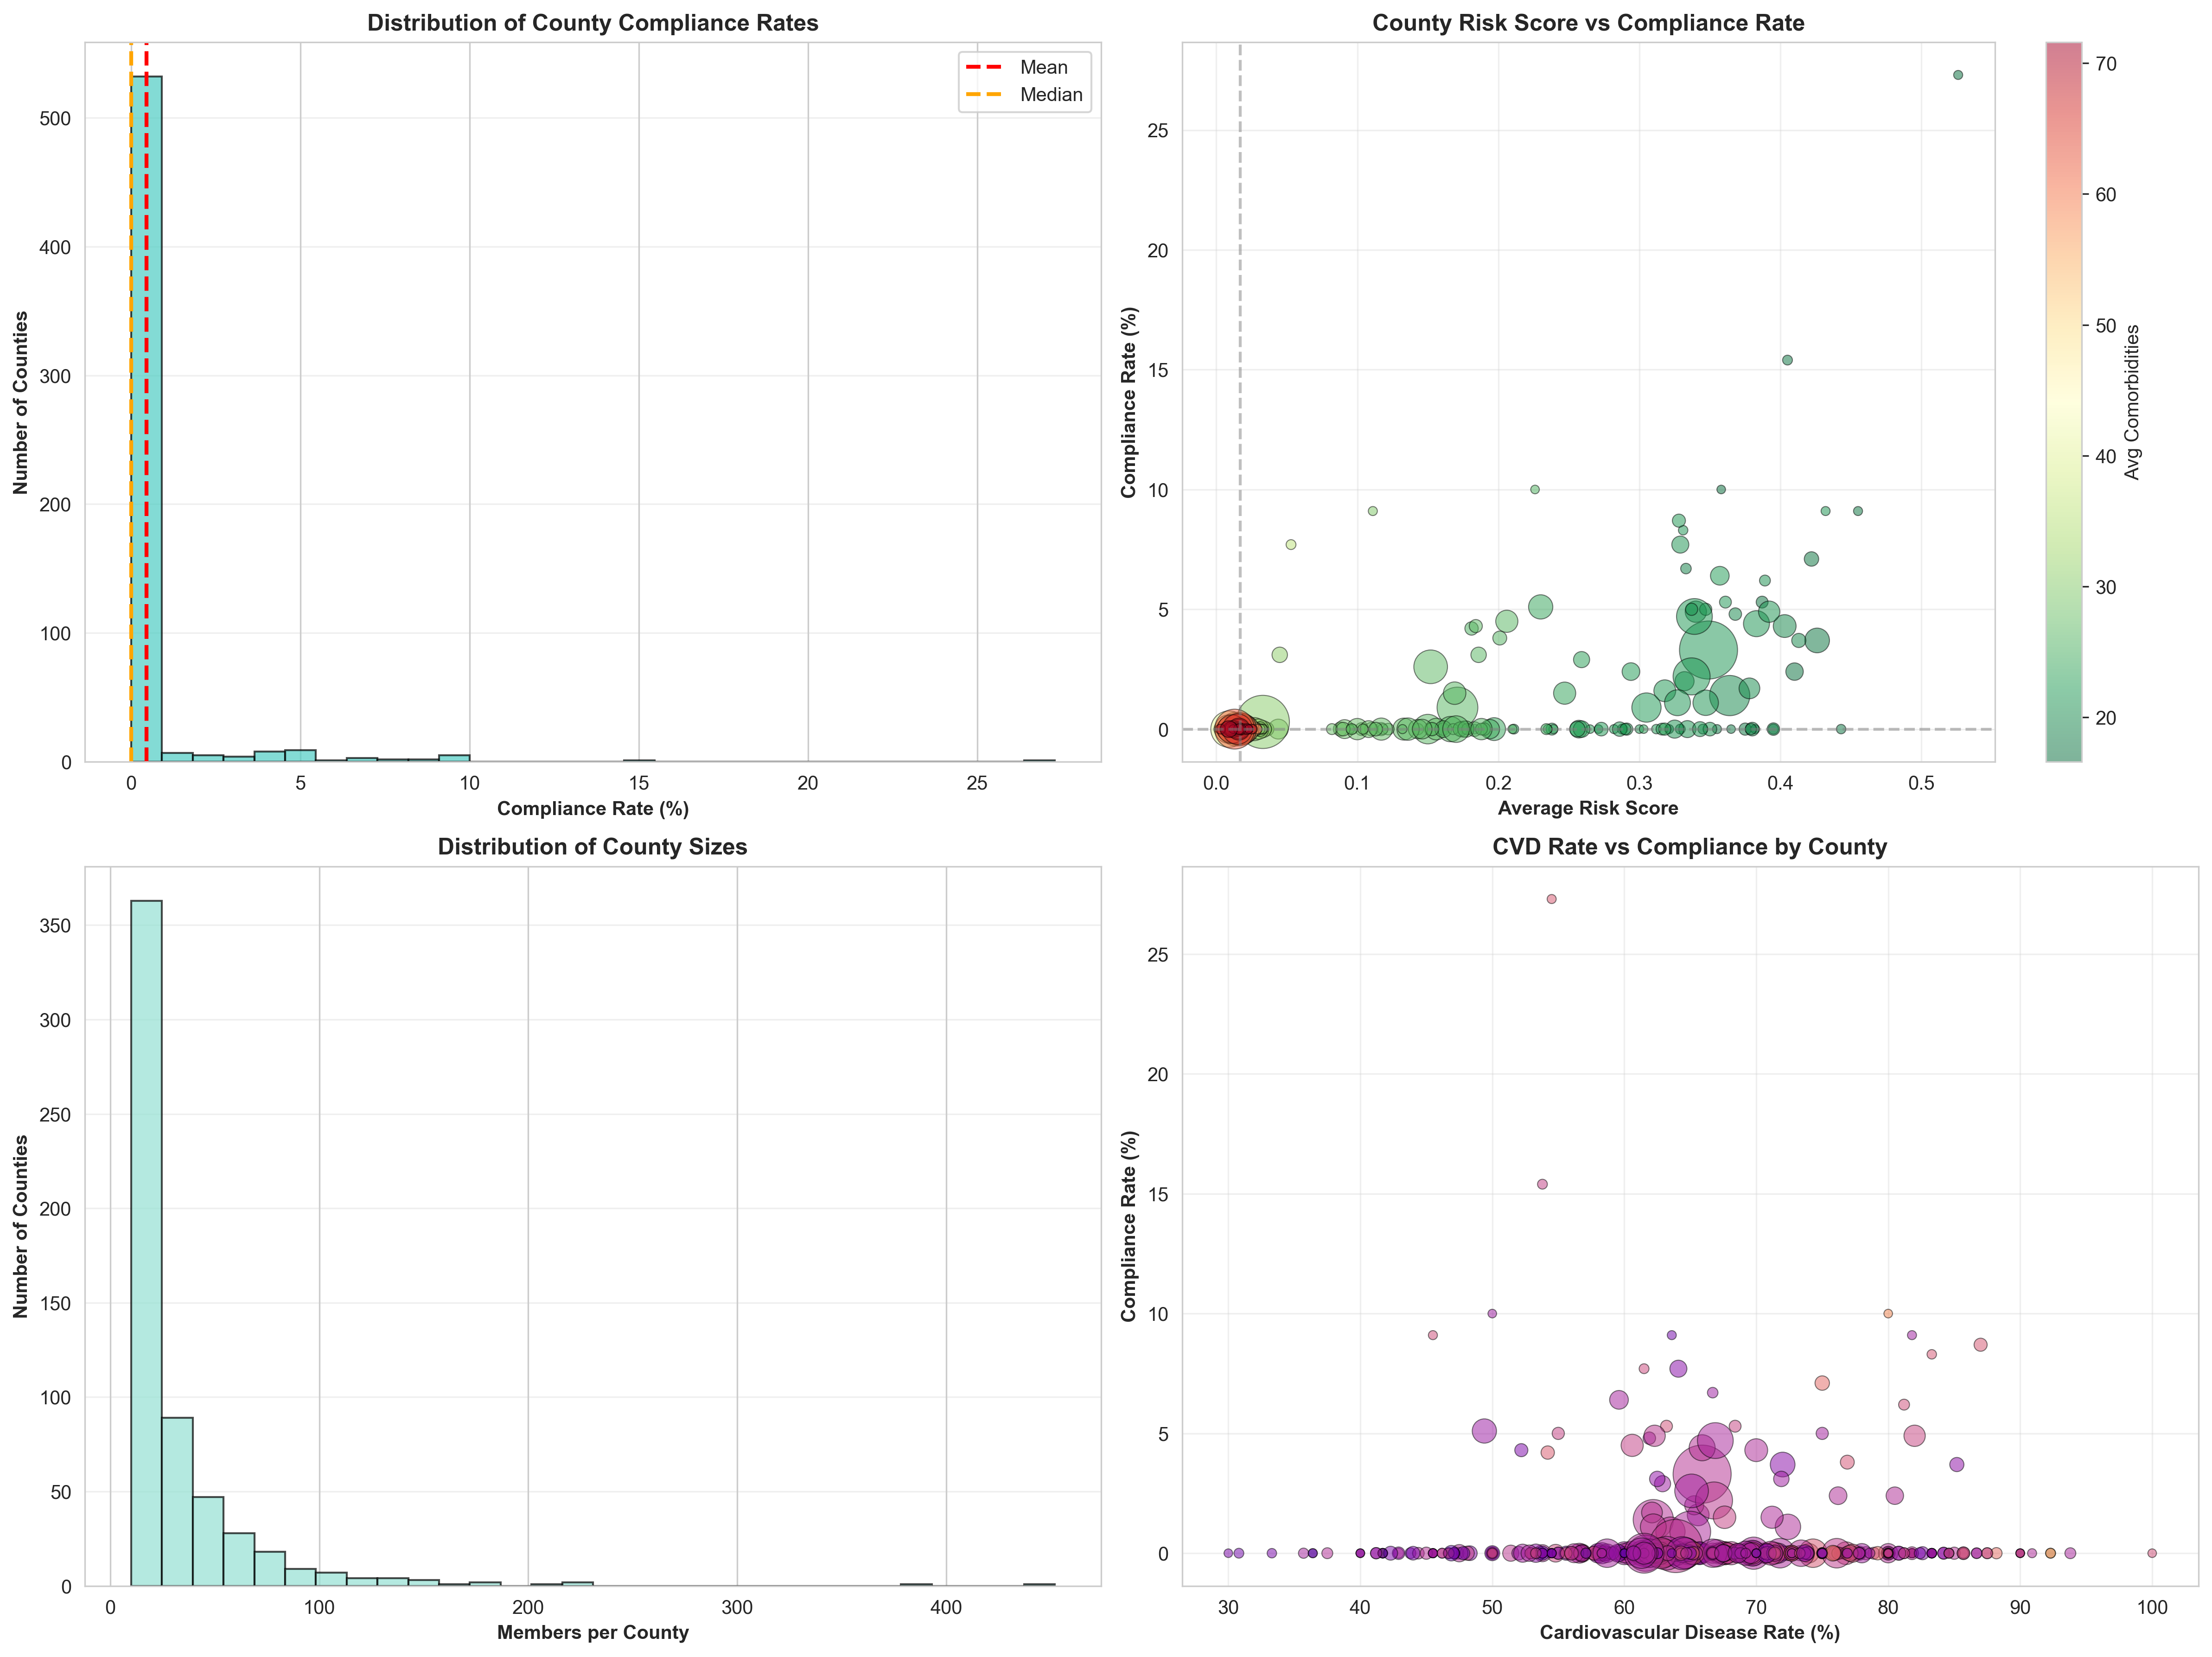 Distribution of County Compliance Rates
Number of Counties
500
400
300
200
100
0
0 5 10 15 20 25
Compliance Rate (%)
Mean
Median
County Risk Score vs Compliance Rate
Compliance Rate (%)
25
20
15
10
5
0
0.0 0.1 0.2 0.3 0.4 0.5
Average Risk Score
70
60
50
40
30
20
Avg Comorbidities
Distribution of County Sizes
Number of Counties
350
300
250
200
150
100
50
0
0 100 200 300 400
Members per County
CVD Rate vs Compliance by County
Compliance Rate (%)
25
20
15
10
5
0
30 40 50 60 70 80 90 100
Cardiovascular Disease Rate (%)